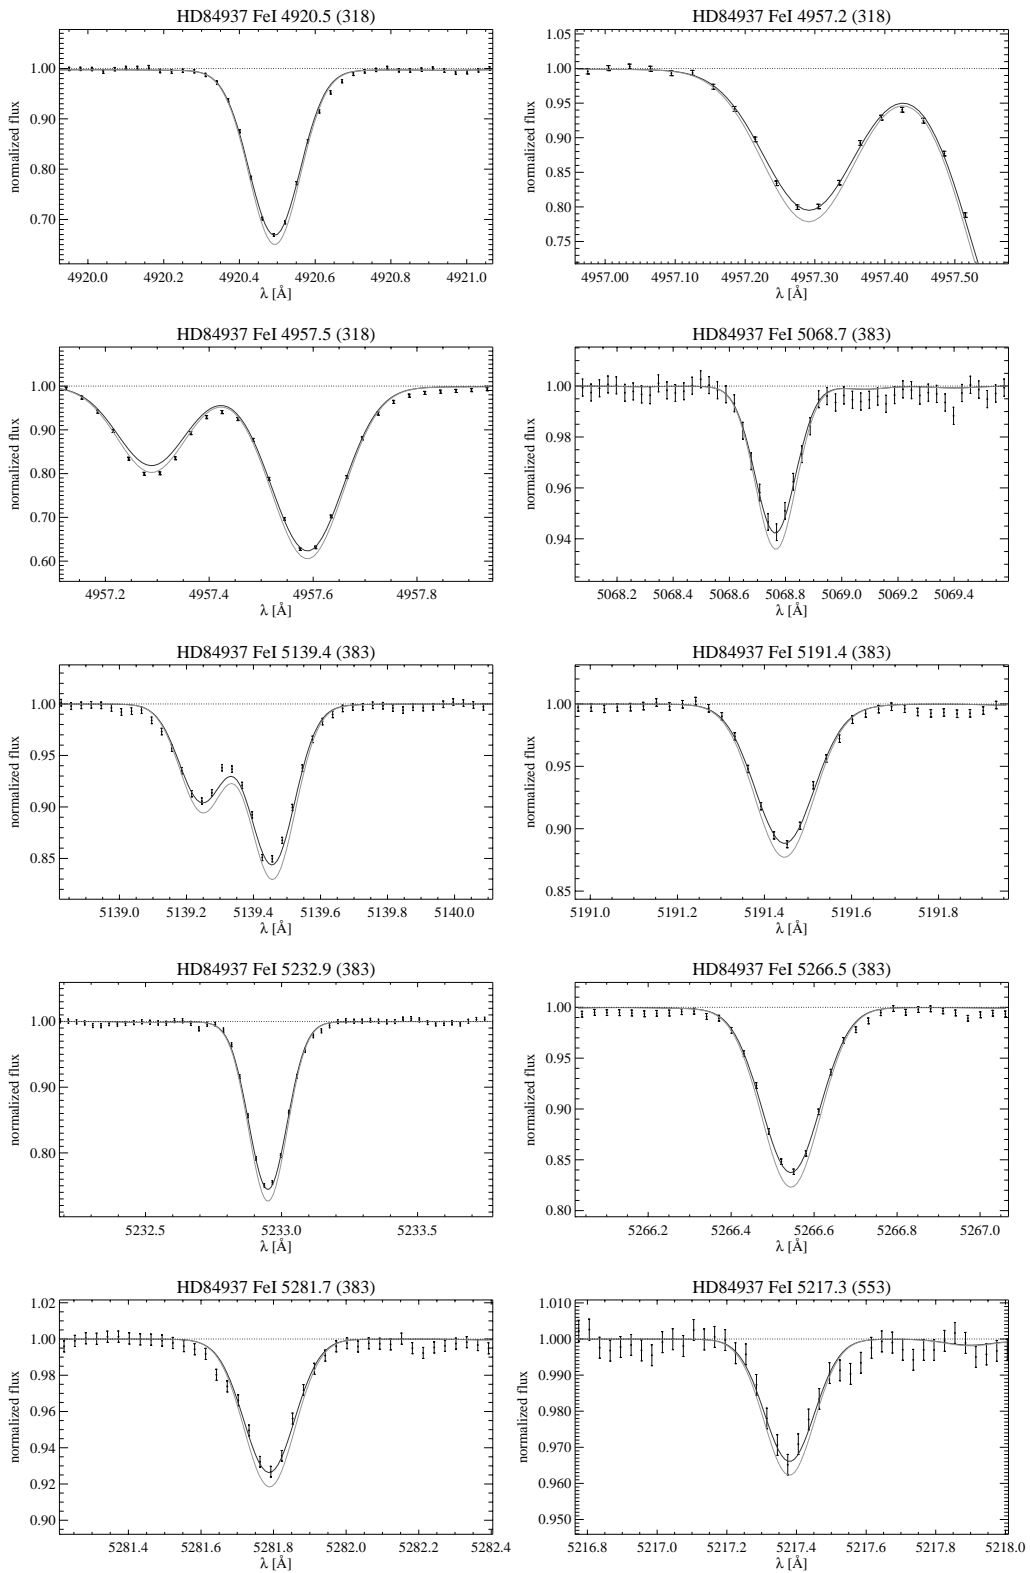 HD84937 FeI 4920.5 (318)
normalized flux
1.00
0.90
0.80
0.70
4920.0 4920.2 4920.4 4920.6 4920.8 4921.0
λ [Å]
HD84937 FeI 4957.2 (318)
normalized flux
1.05
1.00
0.95
0.90
0.85
0.80
0.75
4957.00 4957.10 4957.20 4957.30 4957.40 4957.50
λ [Å]
HD84937 FeI 4957.5 (318)
normalized flux
1.00
0.90
0.80
0.70
0.60
4957.2 4957.4 4957.6 4957.8
λ [Å]
HD84937 FeI 5068.7 (383)
normalized flux
1.00
0.98
0.96
0.94
5068.2 5068.4 5068.6 5068.8 5069.0 5069.2 5069.4
λ [Å]
HD84937 FeI 5139.4 (383)
normalized flux
1.00
0.95
0.90
0.85
5139.0 5139.2 5139.4 5139.6 5139.8 5140.0
λ [Å]
HD84937 FeI 5191.4 (383)
normalized flux
1.00
0.95
0.90
0.85
5191.0 5191.2 5191.4 5191.6 5191.8
λ [Å]
HD84937 FeI 5232.9 (383)
normalized flux
1.00
0.90
0.80
5232.5 5233.0 5233.5
λ [Å]
HD84937 FeI 5266.5 (383)
normalized flux
1.00
0.95
0.90
0.85
0.80
5266.2 5266.4 5266.6 5266.8 5267.0
λ [Å]
HD84937 FeI 5281.7 (383)
normalized flux
1.02
1.00
0.98
0.96
0.94
0.92
0.90
5281.4 5281.6 5281.8 5282.0 5282.2 5282.4
λ [Å]
HD84937 FeI 5217.3 (553)
normalized flux
1.010
1.000
0.990
0.980
0.970
0.960
0.950
5216.8 5217.0 5217.2 5217.4 5217.6 5217.8 5218.0
λ [Å]